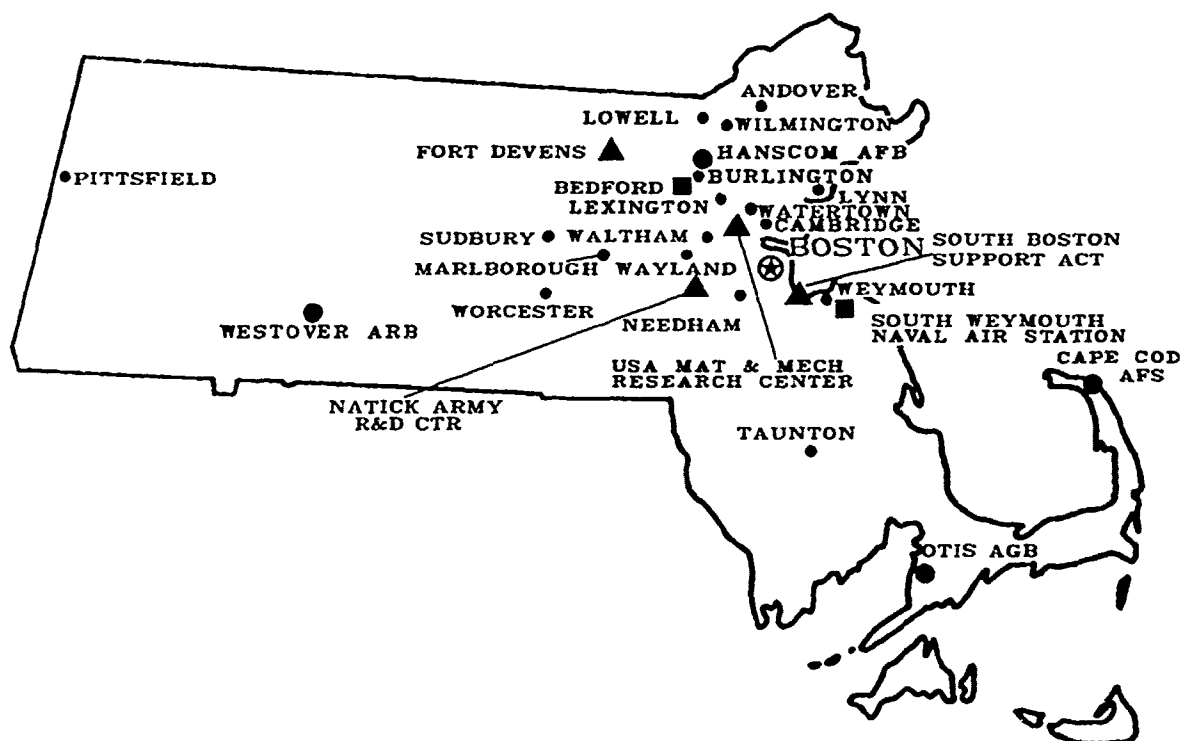 ANDOVER
LOWELL
WILMINGTON
FORT DEVENS
HANSCOM AFB
PITTSFIELD
BURLINGTON
BEDFORD
LYNN
LEXINGTON
WATERTOWN
CAMBRIDGE
SUDBURY
WALTHAM
BOSTON
SOUTH BOSTON
SUPPORT ACT
MARLBOROUGH
WAYLAND
WEYMOUTH
WORCESTER
NEEDHAM
WESTOVER ARB
SOUTH WEYMOUTH
NAVAL AIR STATION
CAPE COD
AFS
USA MAT & MECH
RESEARCH CENTER
NATICK ARMY
R&D CTR
TAUNTON
OTIS AGB